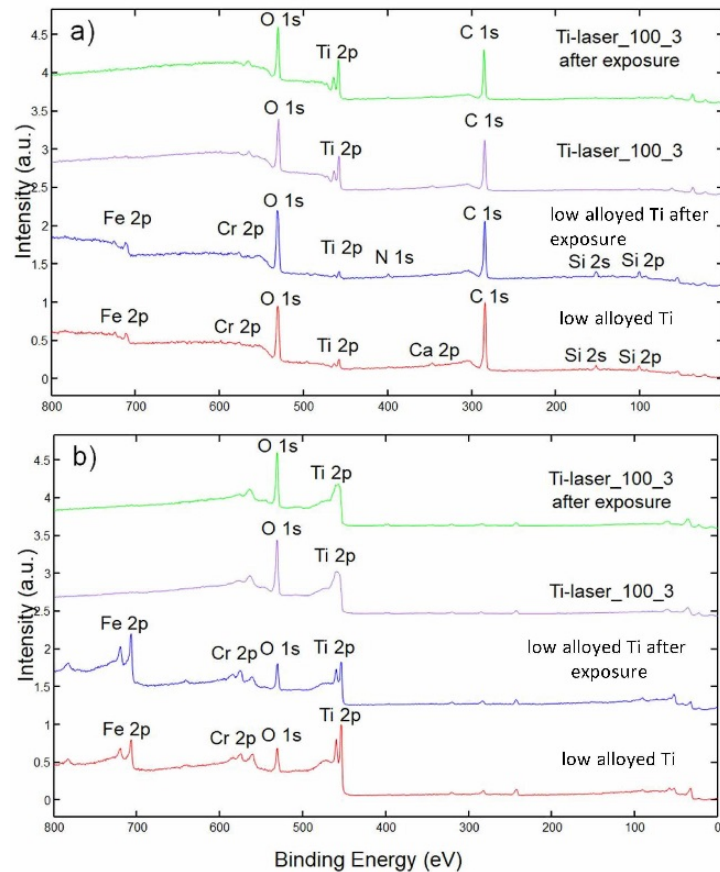 a)
O 1s
Ti 2p
C 1s
Ti-laser_100_3
after exposure
O 1s
Ti 2p
C 1s
Ti-laser_100_3
Fe 2p
Cr 2p
O 1s
Ti 2p
N 1s
C 1s
low alloyed Ti after
exposure
Si 2s
Si 2p
Fe 2p
Cr 2p
O 1s
Ti 2p
Ca 2p
C 1s
low alloyed Ti
Si 2s
Si 2p
Intensity (a.u.)
4.5
4
3.5
3
2.5
2
1.5
1
0.5
0
800 700 600 500 400 300 200 100 0
b)
O 1s
Ti 2p
Ti-laser_100_3
after exposure
O 1s
Ti 2p
Ti-laser_100_3
Fe 2p
Cr 2p
O 1s
Ti 2p
low alloyed Ti after
exposure
Fe 2p
Cr 2p
O 1s
Ti 2p
low alloyed Ti
Intensity (a.u.)
4.5
4
3.5
3
2.5
2
1.5
1
0.5
0
800 700 600 500 400 300 200 100 0
Binding Energy (eV)